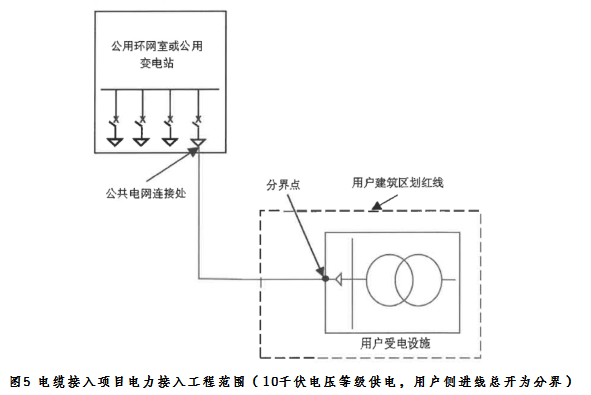 公用环网室或公用
变电站
公共电网连接处
分界点
用户建筑区划红线
用户受电设施
图5 电缆接入项目电力接入工程范围（10千伏电压等级供电，用户侧进线总开为分界）